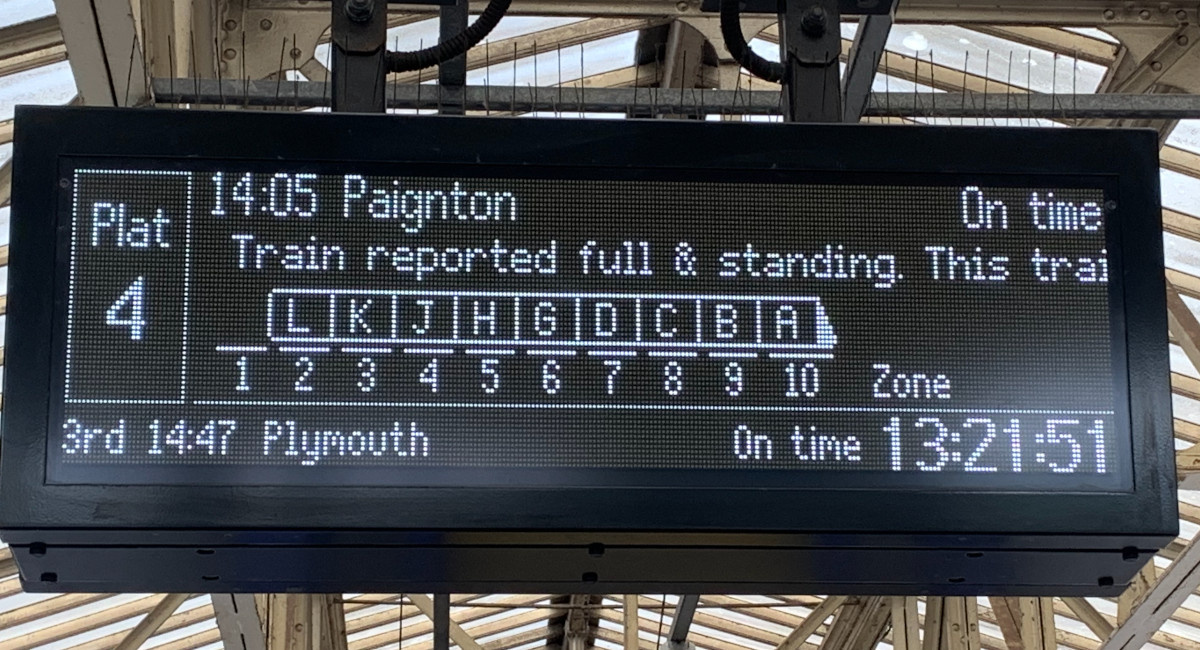 Plat
4
14:05 Paignton On time
Train reported full & standing. This trai
L K J H G D C B A
1 2 3 4 5 6 7 8 9 10 Zone
3rd 14:47 Plymouth On time 13:21:51